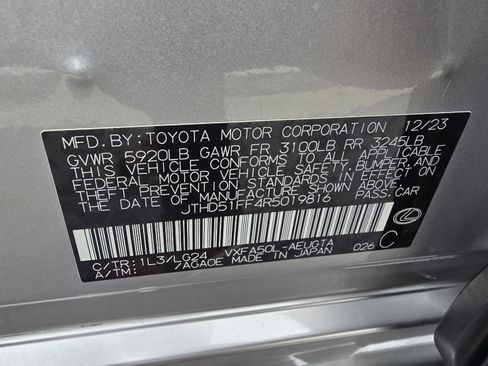 MFD.BY:TOYOTA MOTOR CORPORATION 12/23
GVWR 5920LB GAWR FR 3100LB RR 3245LB
THIS VEHICLE CONFORMS TO ALL APPLICABLE
FEDERAL MOTOR VEHICLE SAFETY, BUMPER, AND
THEFT PREVENTION STANDARDS IN EFFECT ON
THE DATE OF MANUFACTURE SHOWN ABOVE.
JTHD51FF4R5019816 PASS.CAR
C/TR:1L3/LG24 VXFA50L-AEUGTA
A/TM: /AGA0E MADE IN JAPAN 026 C